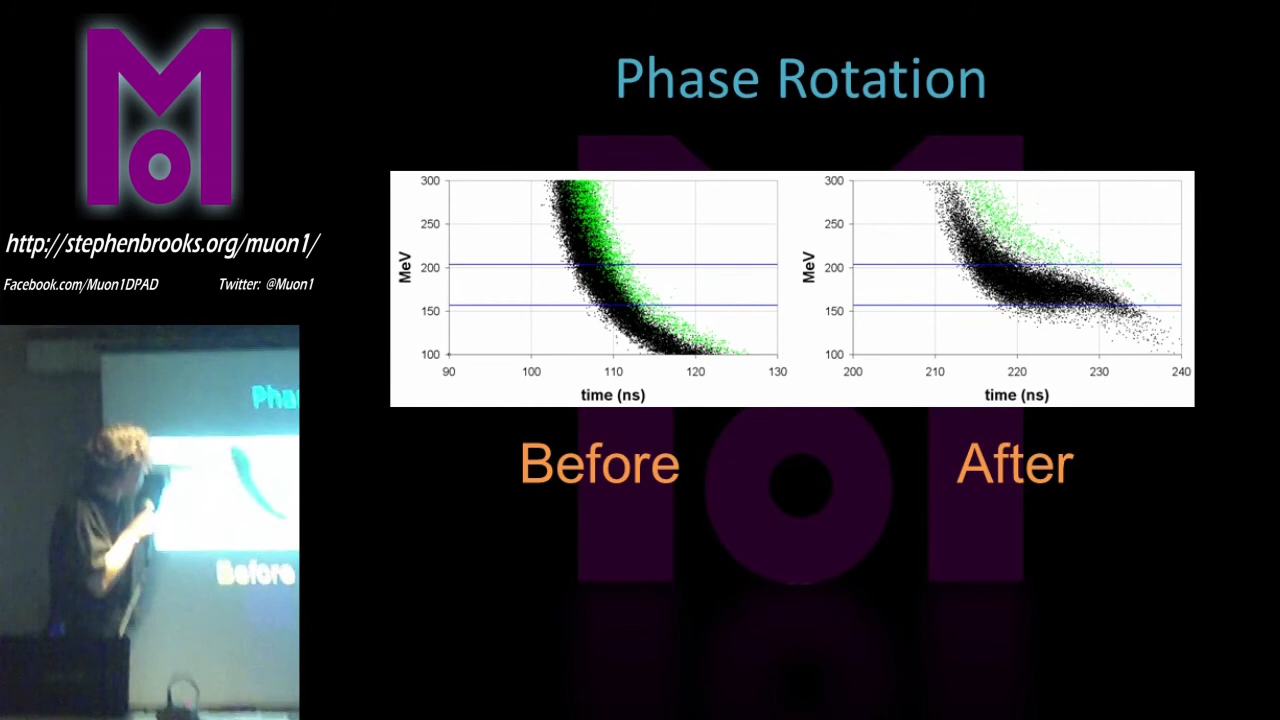 http://stephenbrooks.org/muon1/
Facebook.com/Muon1DPAD Twitter: @Muon1
Phase Rotation
300
250
200
150
100
MeV
90 100 110 120 130
time (ns)
300
250
200
150
100
MeV
200 210 220 230 240
time (ns)
Before After
Pha
Before